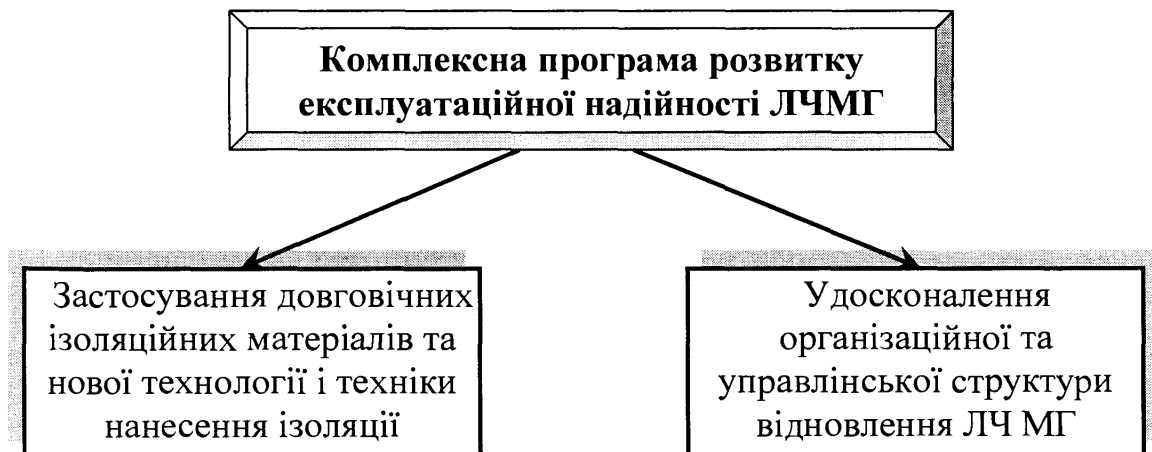 Комплексна програма розвитку
експлуатаційної надійності ЛЧМГ
Застосування довговічних
ізоляційних матеріалів та
нової технології і техніки
нанесення ізоляції
Удосконалення
організаційної та
управлінської структури
відновлення ЛЧ МГ